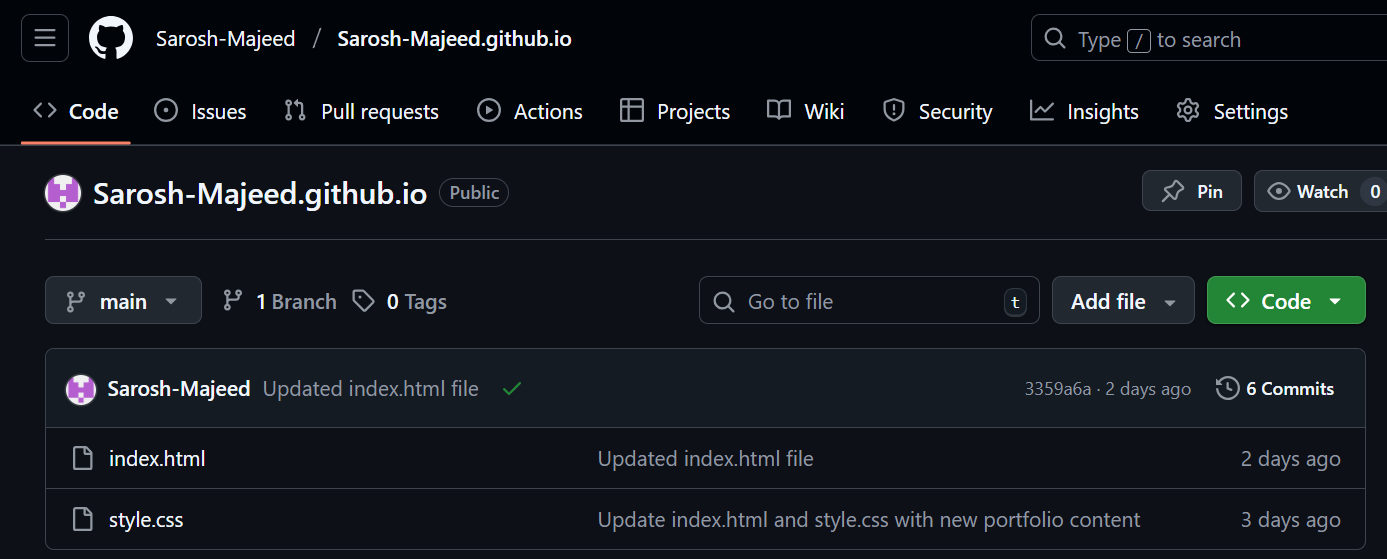 Sarosh-Majeed / Sarosh-Majeed.github.io Type / to search
Code Issues Pull requests Actions Projects Wiki Security Insights Settings
Sarosh-Majeed.github.io Public Pin Watch 0
main 1 Branch 0 Tags Go to file t Add file Code
Sarosh-Majeed Updated index.html file 3359a6a · 2 days ago 6 Commits
index.html Updated index.html file 2 days ago
style.css Update index.html and style.css with new portfolio content 3 days ago